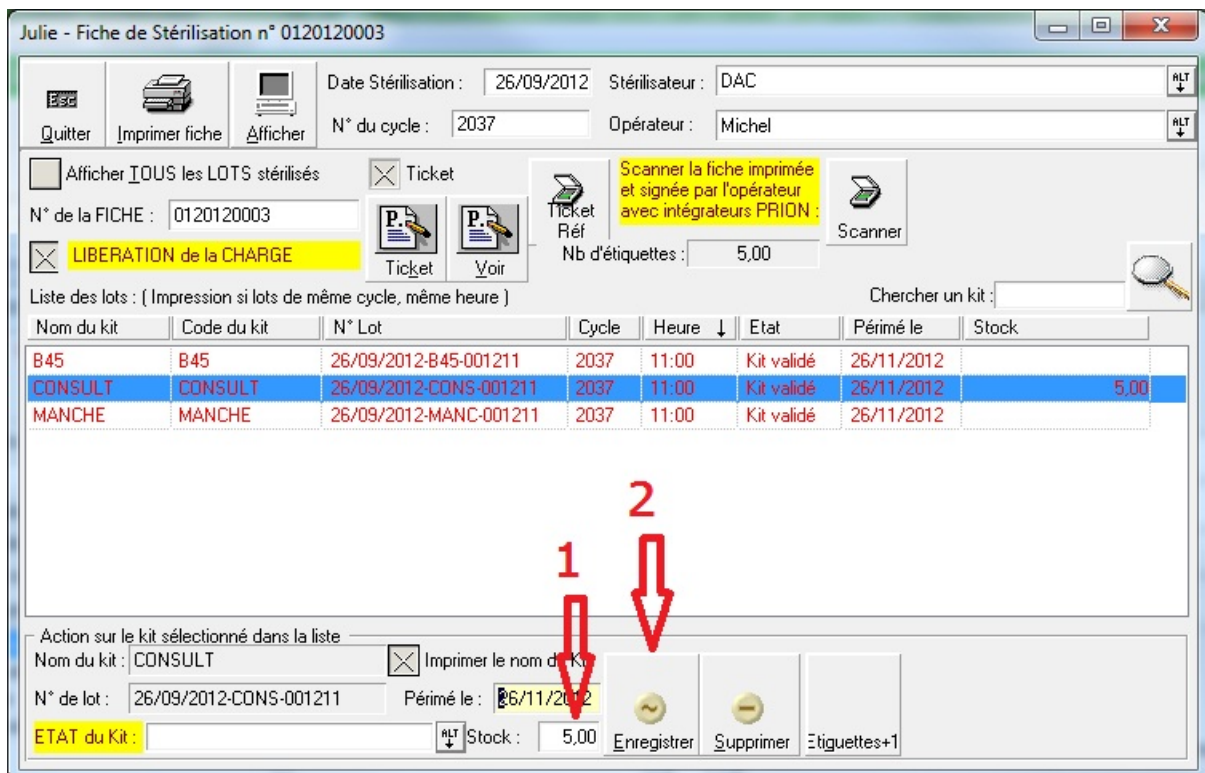 Julie - Fiche de Stérilisation n° 0120120003
Esc
Quitter
Imprimer fiche
Afficher
Date Stérilisation : 26/09/2012
Stérilisateur : DAC
ALT
N° du cycle : 2037
Opérateur : Michel
ALT
Afficher TOUS les LOTS stérilisés
Ticket
N° de la FICHE : 0120120003
LIBERATION de la CHARGE
P.
Ticket
P.
Voir
Ticket
Réf
Scanner la fiche imprimée
et signée par l'opérateur
avec intégrateurs PRION :
Scanner
Nb d'étiquettes : 5,00
Liste des lots : ( Impression si lots de même cycle, même heure )
Chercher un kit :
Nom du kit Code du kit N° Lot Cycle Heure ↓ Etat Périmé le Stock
B45 B45 26/09/2012-B45-001211 2037 11:00 Kit validé 26/11/2012
CONSULT CONSULT 26/09/2012-CONS-001211 2037 11:00 Kit validé 26/11/2012 5,00
MANCHE MANCHE 26/09/2012-MANC-001211 2037 11:00 Kit validé 26/11/2012
2
1
Action sur le kit sélectionné dans la liste
Nom du kit : CONSULT
Imprimer le nom du K
N° de lot : 26/09/2012-CONS-001211
Périmé le : 26/11/2012
ETAT du Kit :
ALT
Stock : 5,00
Enregistrer
Supprimer
Etiquettes+1